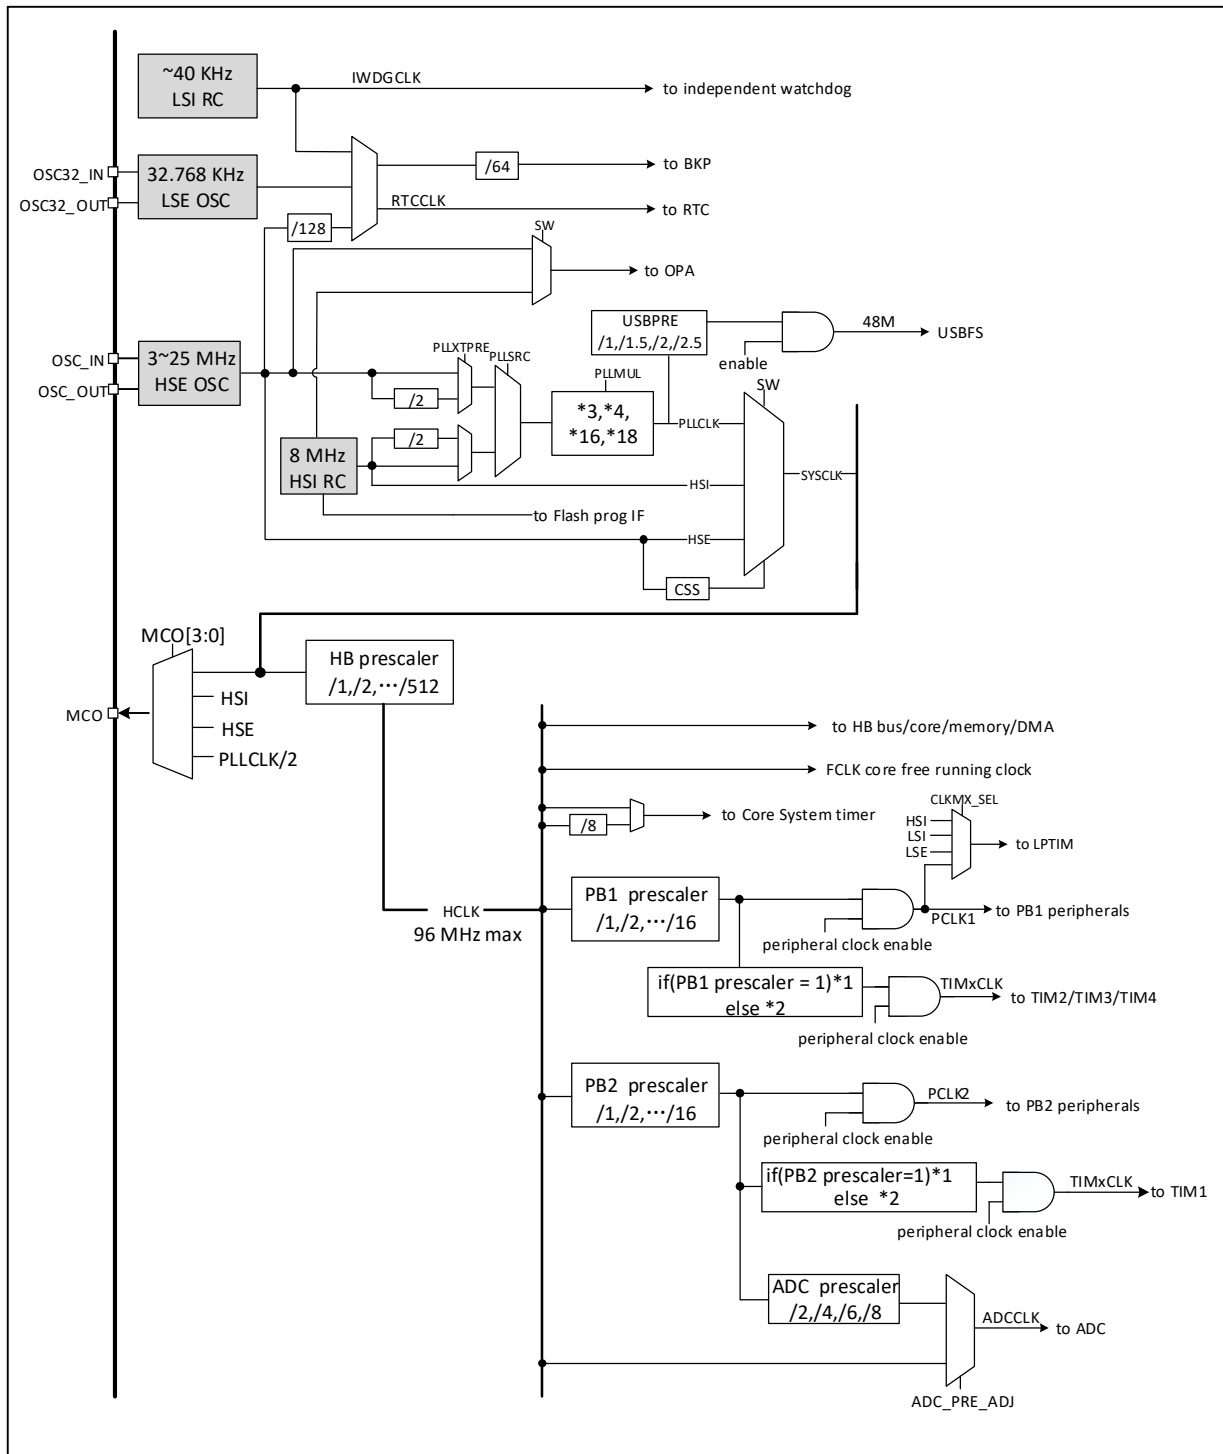 ~40 KHz
LSI RC
IWDGCLK
to independent watchdog
OSC32_IN
OSC32_OUT
32.768 KHz
LSE OSC
/64
to BKP
RTCCLK
to RTC
/128
SW
to OPA
OSC_IN
OSC_OUT
3~25 MHz
HSE OSC
PLLXTPRE
PLLSRC
/2
/2
8 MHz
HSI RC
PLLMUL
*3,*4,
*16,*18
USBPRE
/1,/1.5,/2,/2.5
enable
48M
USBFS
PLLCLK
SW
HSI
SYSCLK
to Flash prog IF
HSE
CSS
MCO[3:0]
HSI
HSE
PLLCLK/2
MCO
HB prescaler
/1,/2,···/512
to HB bus/core/memory/DMA
FCLK core free running clock
/8
to Core System timer
CLKMX_SEL
HSI
LSI
LSE
to LPTIM
HCLK
96 MHz max
PB1 prescaler
/1,/2,···/16
peripheral clock enable
PCLK1
to PB1 peripherals
if(PB1 prescaler = 1)*1
else *2
TIMxCLK
to TIM2/TIM3/TIM4
peripheral clock enable
PB2 prescaler
/1,/2,···/16
PCLK2
to PB2 peripherals
peripheral clock enable
if(PB2 prescaler=1)*1
else *2
TIMxCLK
to TIM1
peripheral clock enable
ADC prescaler
/2,/4,/6,/8
ADCCLK
to ADC
ADC_PRE_ADJ